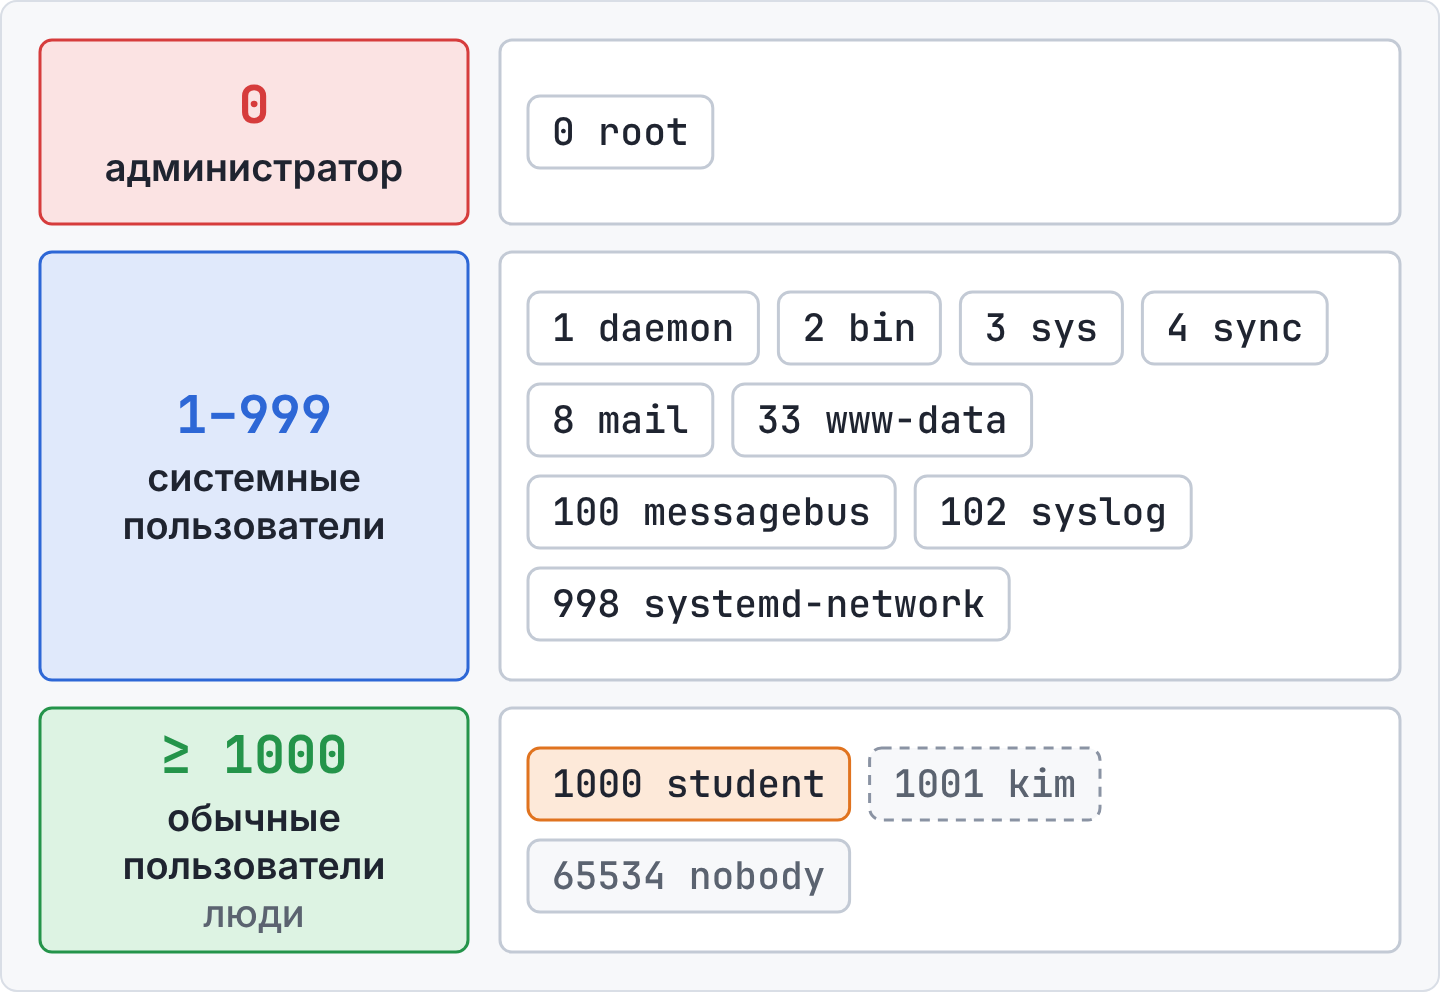 0
администратор
0 root
1–999
системные
пользователи
1 daemon
2 bin
3 sys
4 sync
8 mail
33 www-data
100 messagebus
102 syslog
998 systemd-network
≥ 1000
обычные
пользователи
люди
1000 student
1001 kim
65534 nobody